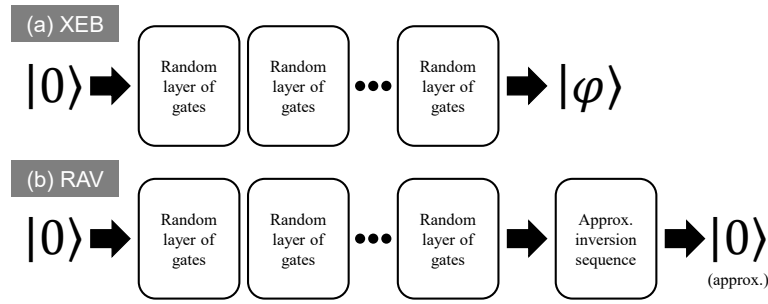 (a) XEB
|0⟩
Random
layer of
gates
Random
layer of
gates
•••
Random
layer of
gates
|φ⟩
(b) RAV
|0⟩
Random
layer of
gates
Random
layer of
gates
•••
Random
layer of
gates
Approx.
inversion
sequence
|0⟩
(approx.)